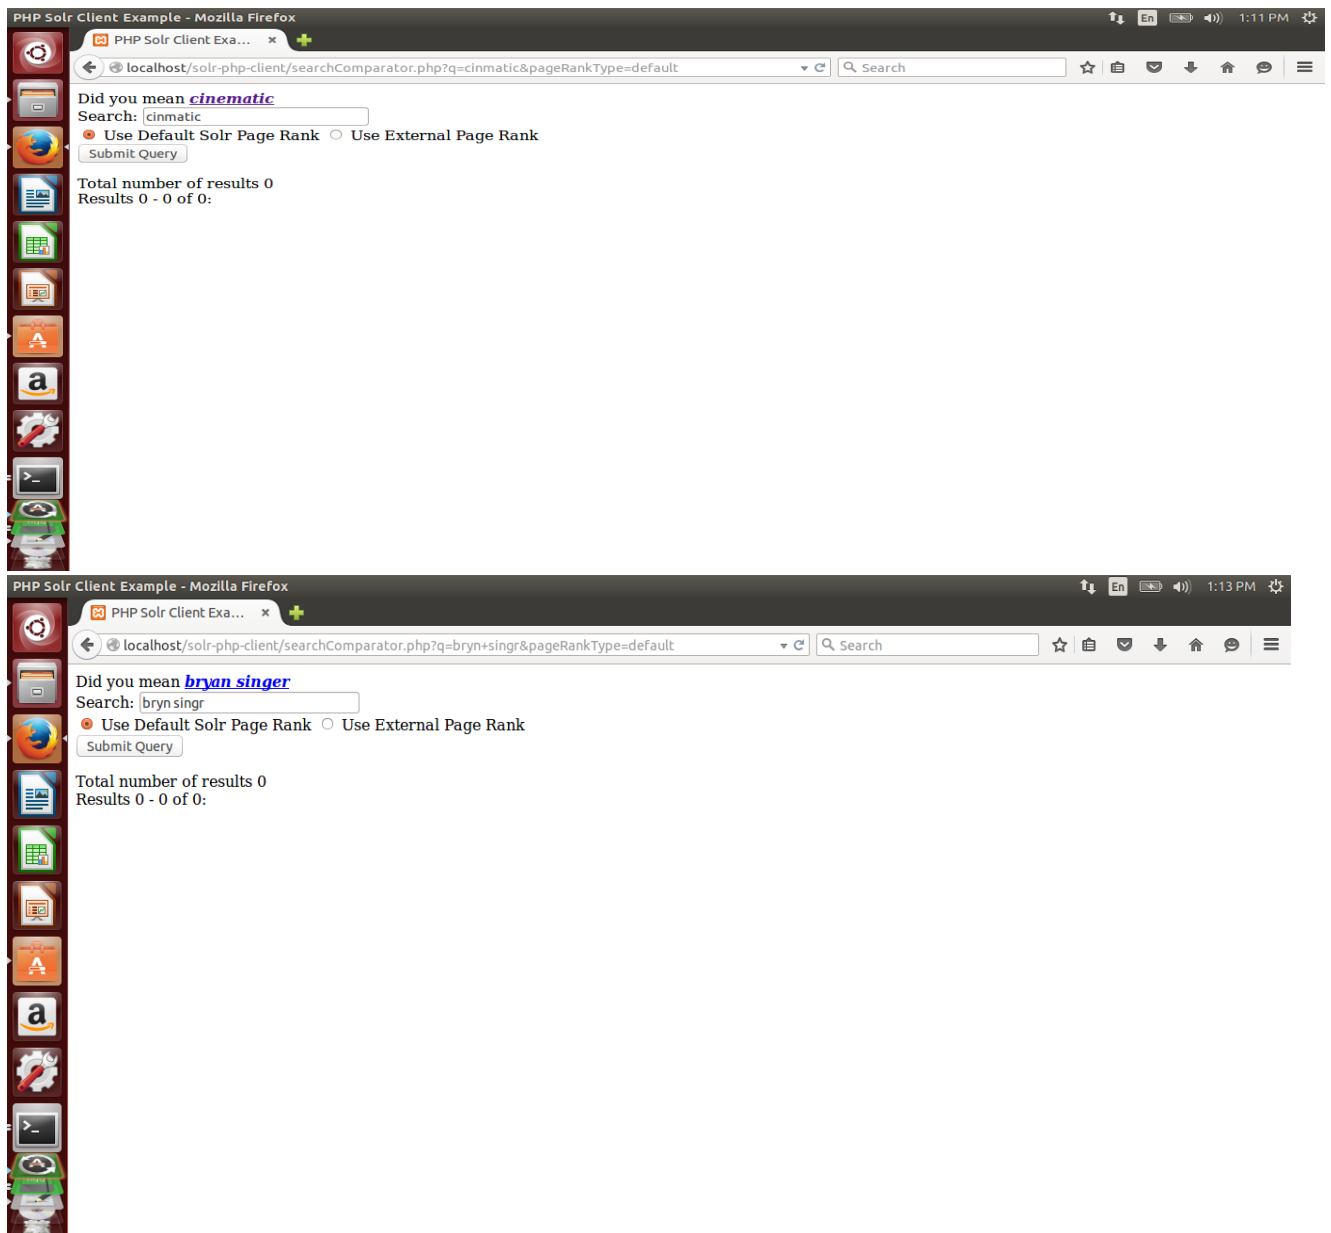 PHP Solr Client Example - Mozilla Firefox
En 1:11 PM
PHP Solr Client Exa... ×
localhost/solr-php-client/searchComparator.php?q=cinmatic&pageRankType=default
Search
Did you mean cinematic
Search: cinmatic
Use Default Solr Page Rank Use External Page Rank
Submit Query
Total number of results 0
Results 0 - 0 of 0:
PHP Solr Client Example - Mozilla Firefox
En 1:13 PM
PHP Solr Client Exa... ×
localhost/solr-php-client/searchComparator.php?q=bryn+singr&pageRankType=default
Search
Did you mean bryan singer
Search: bryn singr
Use Default Solr Page Rank Use External Page Rank
Submit Query
Total number of results 0
Results 0 - 0 of 0: